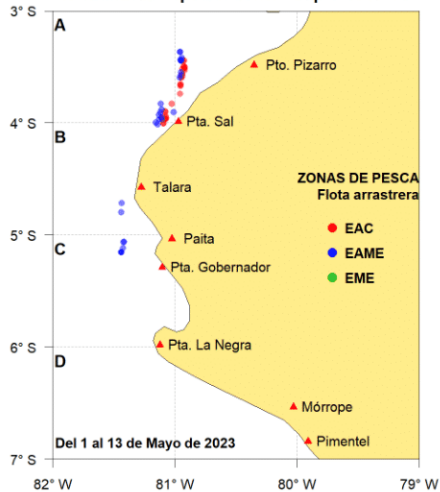 3° S
A
Pto. Pizarro
4° S
Pta. Sal
B
ZONAS DE PESCA
Flota arrastrera
Talara
EAC
5° S
Paita
EAME
C
Pta. Gobernador
EME
6° S
Pta. La Negra
D
Mórrope
Del 1 al 13 de Mayo de 2023
Pimentel
7° S
82° W
81° W
80° W
79° W